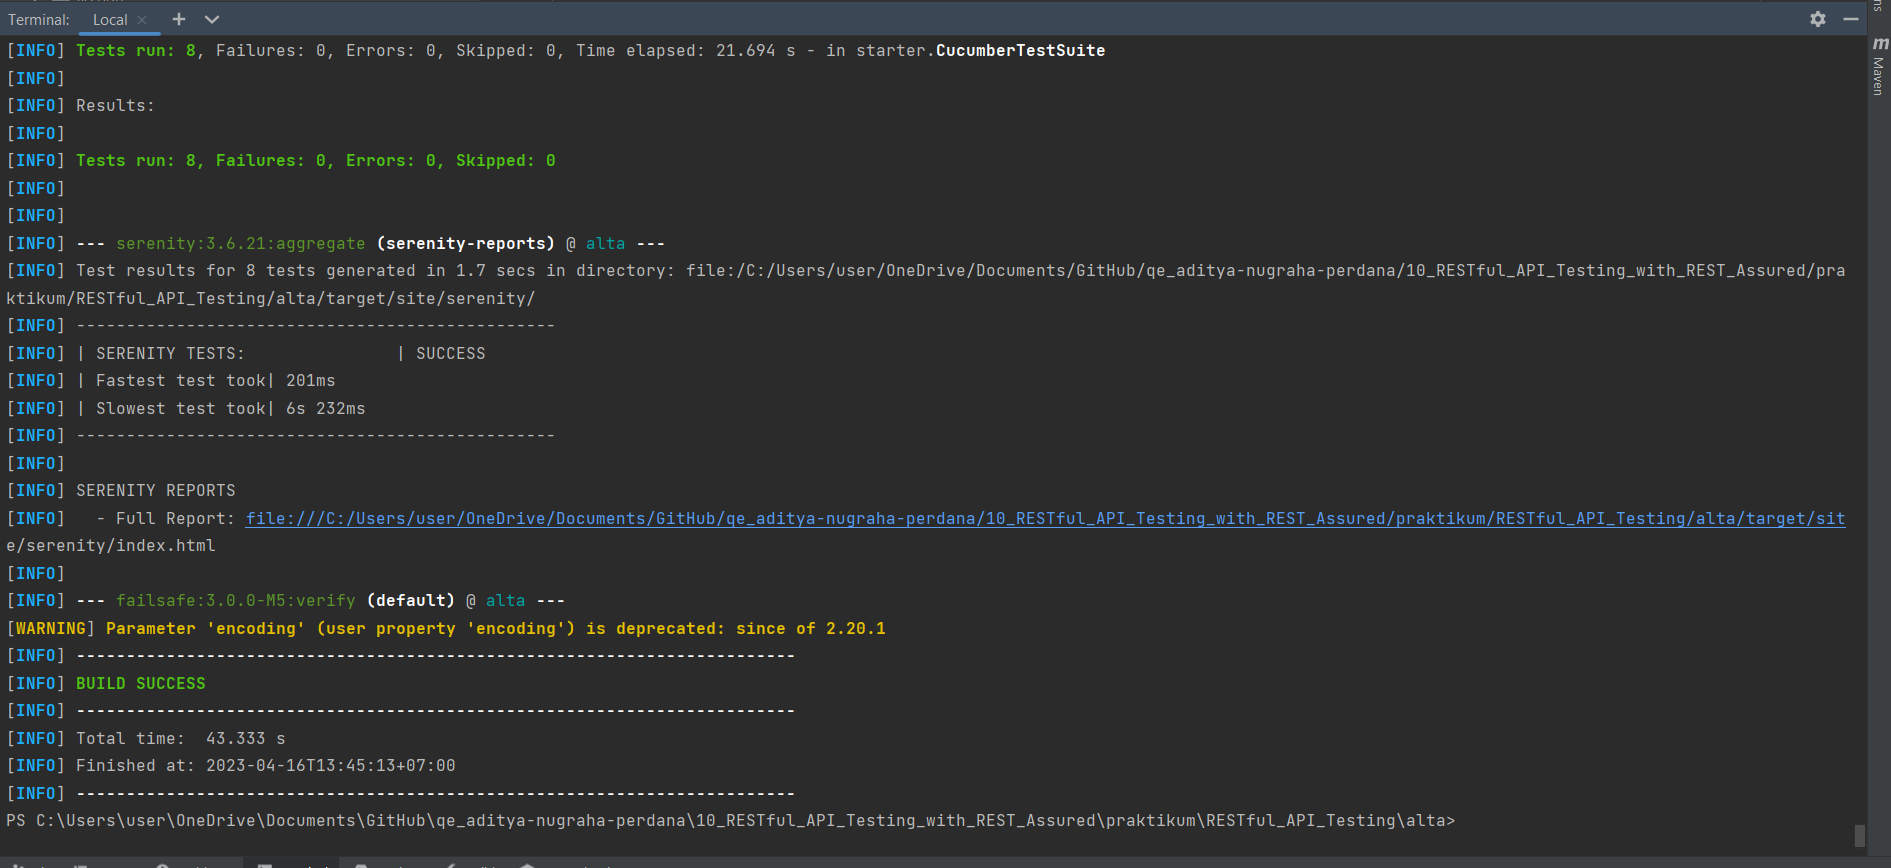 Terminal: Local
[INFO] Tests run: 8, Failures: 0, Errors: 0, Skipped: 0, Time elapsed: 21.694 s - in starter.CucumberTestSuite
[INFO]
[INFO] Results:
[INFO]
[INFO] Tests run: 8, Failures: 0, Errors: 0, Skipped: 0
[INFO]
[INFO]
[INFO] --- serenity:3.6.21:aggregate (serenity-reports) @ alta ---
[INFO] Test results for 8 tests generated in 1.7 secs in directory: file:/C:/Users/user/OneDrive/Documents/GitHub/qe_aditya-nugraha-perdana/10_RESTful_API_Testing_with_REST_Assured/pra
ktikum/RESTful_API_Testing/alta/target/site/serenity/
[INFO] ------------------------------------------------
[INFO] | SERENITY TESTS:               | SUCCESS
[INFO] | Fastest test took| 201ms
[INFO] | Slowest test took| 6s 232ms
[INFO] ------------------------------------------------
[INFO]
[INFO] SERENITY REPORTS
[INFO]   - Full Report: file:///C:/Users/user/OneDrive/Documents/GitHub/qe_aditya-nugraha-perdana/10_RESTful_API_Testing_with_REST_Assured/praktikum/RESTful_API_Testing/alta/target/sit
e/serenity/index.html
[INFO]
[INFO] --- failsafe:3.0.0-M5:verify (default) @ alta ---
[WARNING] Parameter 'encoding' (user property 'encoding') is deprecated: since of 2.20.1
[INFO] ------------------------------------------------------------------------
[INFO] BUILD SUCCESS
[INFO] ------------------------------------------------------------------------
[INFO] Total time:  43.333 s
[INFO] Finished at: 2023-04-16T13:45:13+07:00
[INFO] ------------------------------------------------------------------------
PS C:\Users\user\OneDrive\Documents\GitHub\qe_aditya-nugraha-perdana\10_RESTful_API_Testing_with_REST_Assured\praktikum\RESTful_API_Testing\alta>
m Maven